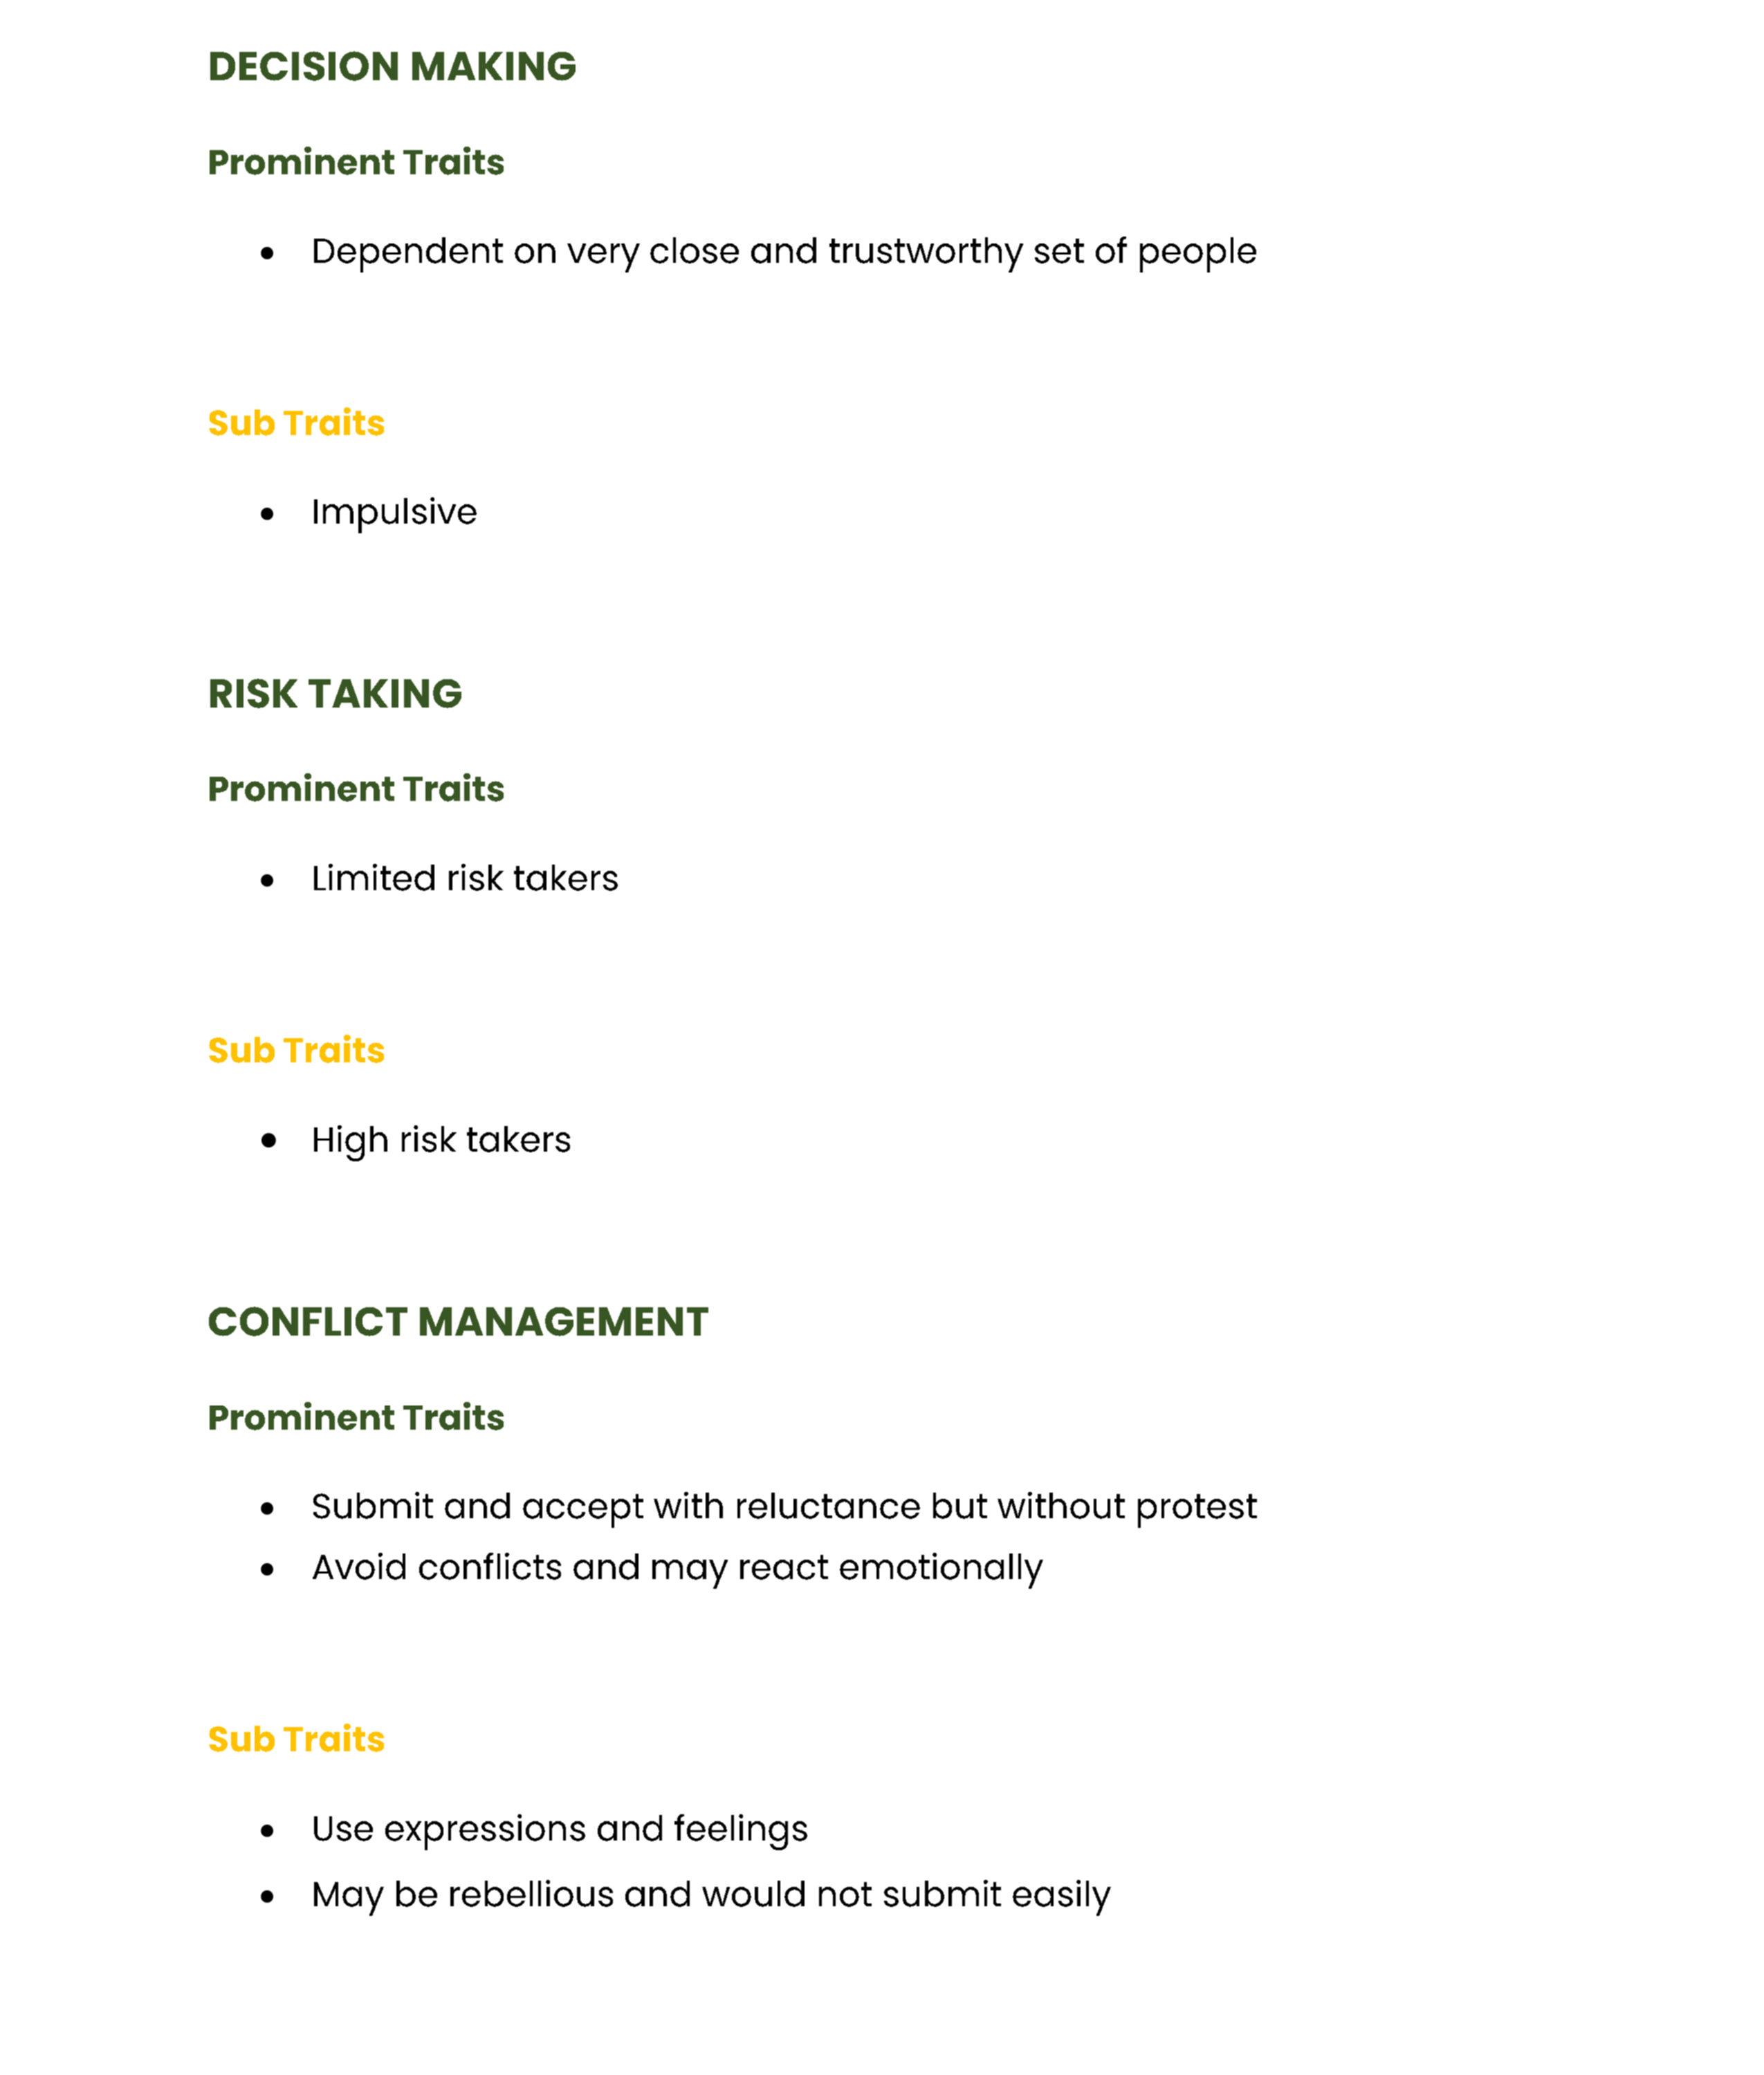 DECISION MAKING
Prominent Traits
● Dependent on very close and trustworthy set of people
Sub Traits
● Impulsive
RISK TAKING
Prominent Traits
● Limited risk takers
Sub Traits
● High risk takers
CONFLICT MANAGEMENT
Prominent Traits
● Submit and accept with reluctance but without protest
● Avoid conflicts and may react emotionally
Sub Traits
● Use expressions and feelings
● May be rebellious and would not submit easily